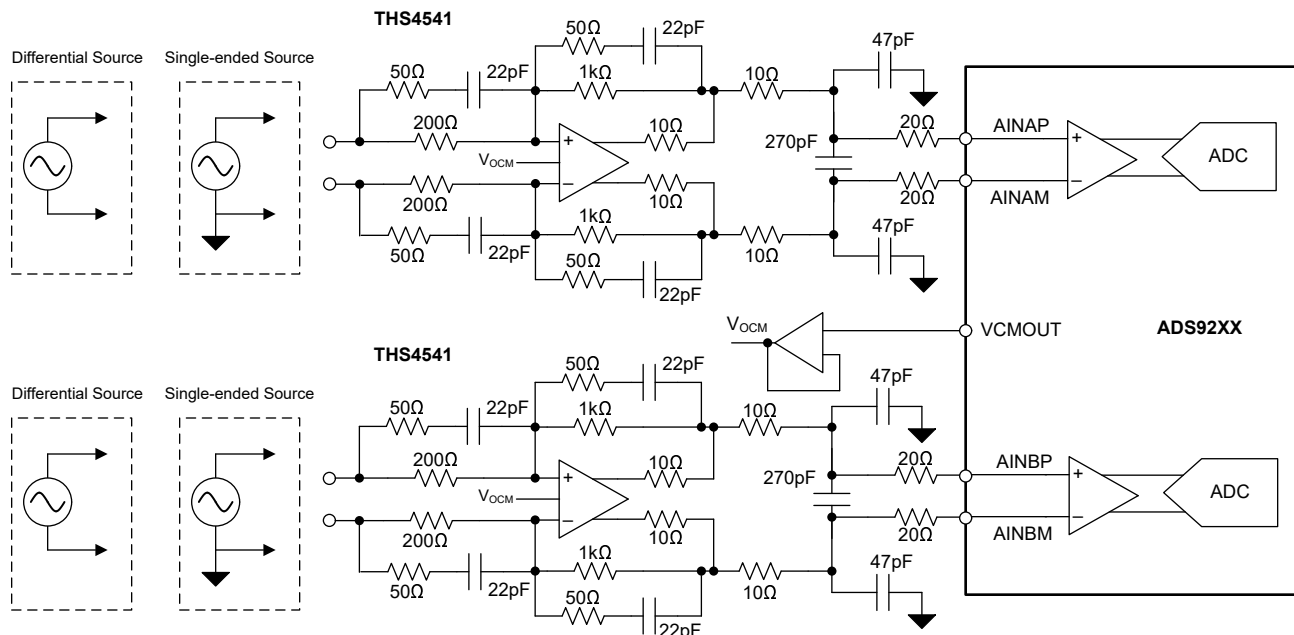 THS4541
Differential Source
Single-ended Source
50Ω
22pF
50Ω
22pF
1kΩ
200Ω
10Ω
47pF
VOCM
+
−
10Ω
10Ω
270pF
20Ω
20Ω
AINAP
AINAM
+
−
ADC
200Ω
50Ω
22pF
1kΩ
50Ω
22pF
10Ω
47pF
VOCM
VCMOUT
ADS92XX
THS4541
Differential Source
Single-ended Source
50Ω
22pF
50Ω
22pF
1kΩ
200Ω
10Ω
47pF
VOCM
+
−
10Ω
10Ω
270pF
20Ω
20Ω
AINBP
AINBM
+
−
ADC
200Ω
50Ω
22pF
1kΩ
50Ω
22pF
10Ω
47pF